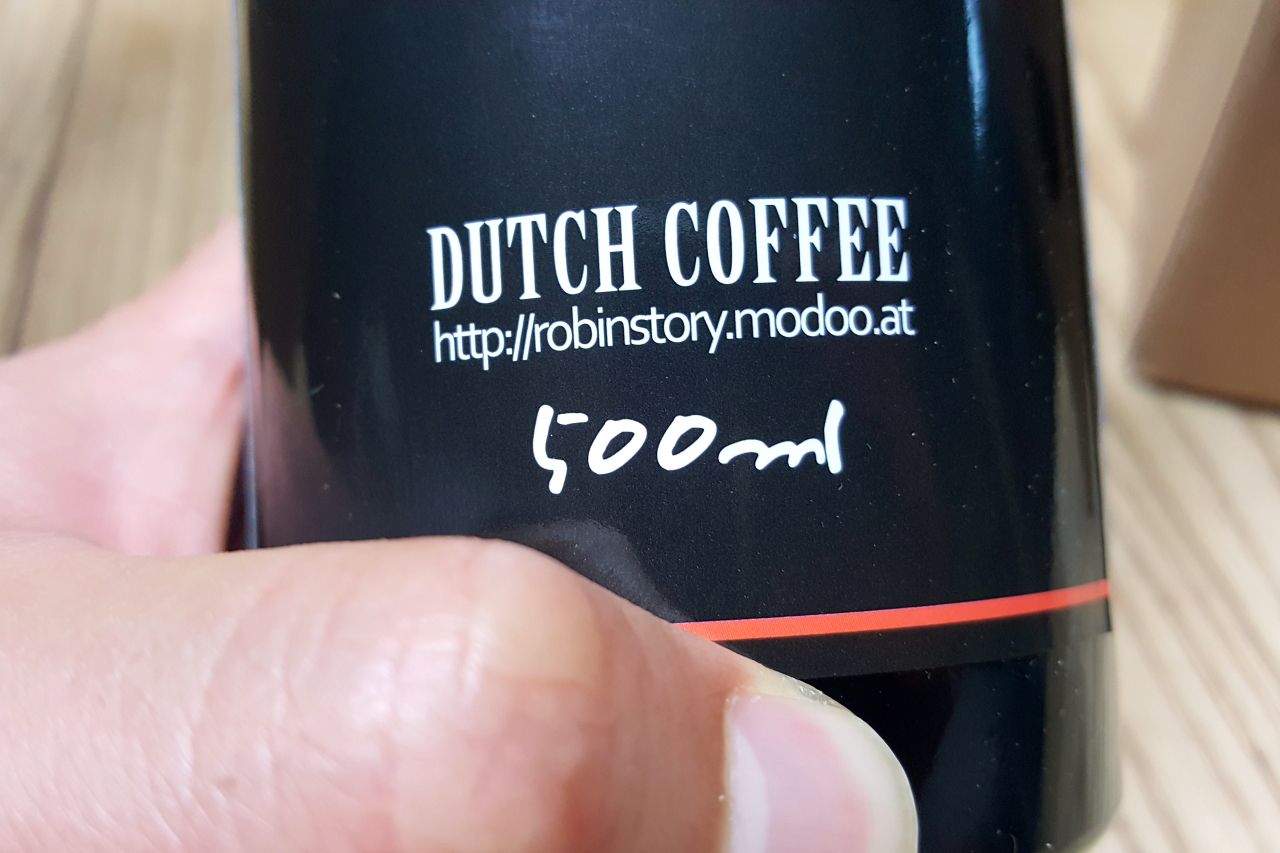 DUTCH COFFEE
http://robinstory.modoo.at
500ml